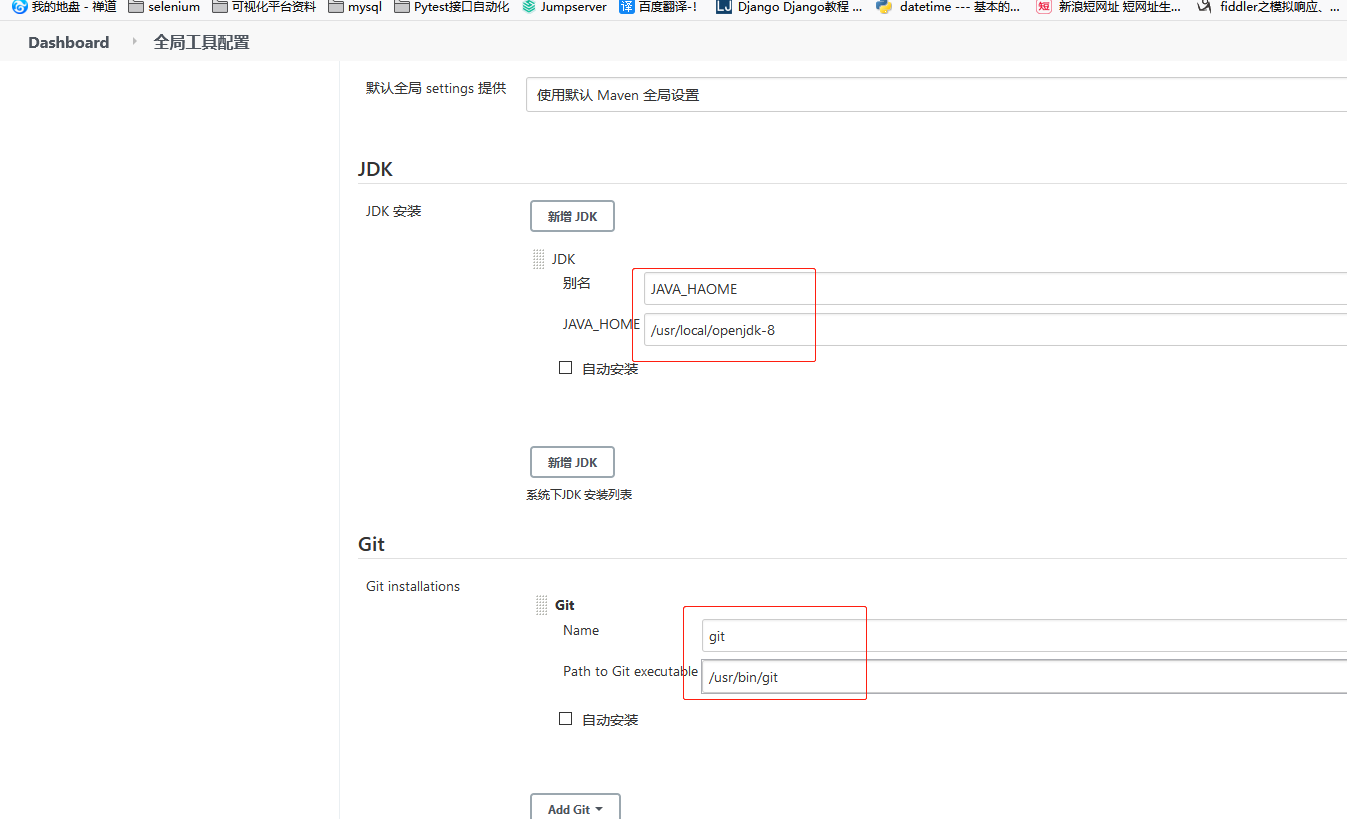 我的地盘 - 禅道 selenium 可视化平台资料 mysql Pytest接口自动化 Jumpserver 译 百度翻译-! LJ Django Django教程 ... datetime --- 基本的... 短 新浪短网址 短网址生... fiddler之模拟响应、...
Dashboard 全局工具配置
默认全局 settings 提供 使用默认 Maven 全局设置
JDK
JDK 安装 新增 JDK
JDK
别名 JAVA_HAOME
JAVA_HOME /usr/local/openjdk-8
自动安装
新增 JDK
系统下JDK 安装列表
Git
Git installations
Git
Name git
Path to Git executable /usr/bin/git
自动安装
Add Git